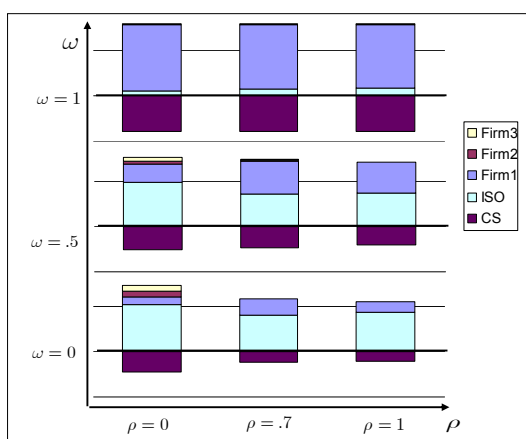 ω
ω = 1
ω = .5
ω = 0
ρ = 0
ρ = .7
ρ = 1
ρ
Firm3
Firm2
Firm1
ISO
CS